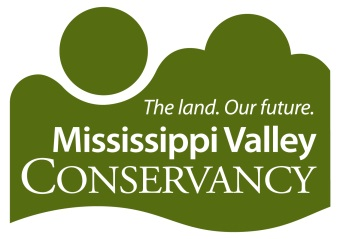 The land. Our future.
Mississippi Valley
CONSERVANCY